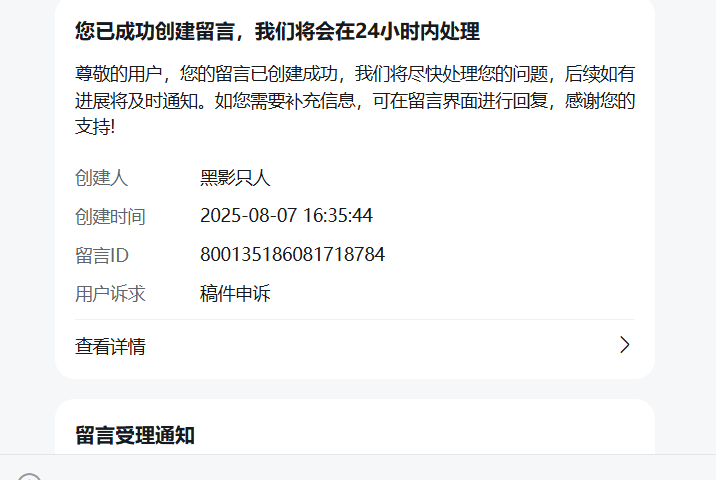 您已成功创建留言，我们将会在24小时内处理
尊敬的用户，您的留言已创建成功，我们将尽快处理您的问题，后续如有
进展将及时通知。如您需要补充信息，可在留言界面进行回复，感谢您的
支持!
创建人 黑影只人
创建时间 2025-08-07 16:35:44
留言ID 800135186081718784
用户诉求 稿件申诉
查看详情
留言受理通知